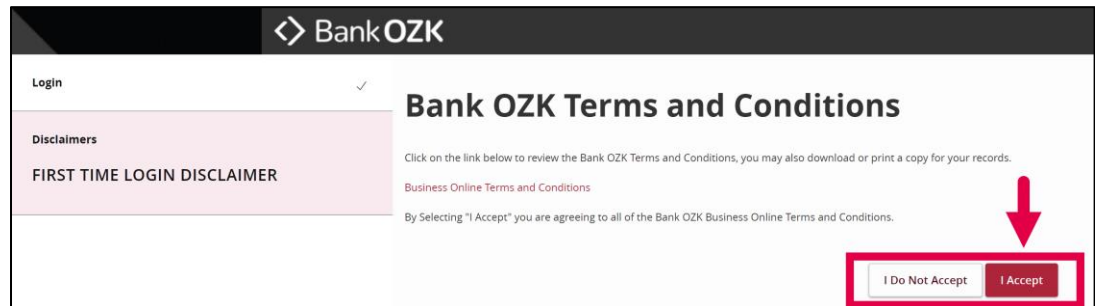 Bank OZK
Login
Disclaimers
FIRST TIME LOGIN DISCLAIMER
Bank OZK Terms and Conditions
Click on the link below to review the Bank OZK Terms and Conditions, you may also download or print a copy for your records.
Business Online Terms and Conditions
By Selecting "I Accept" you are agreeing to all of the Bank OZK Business Online Terms and Conditions.
I Do Not Accept
I Accept